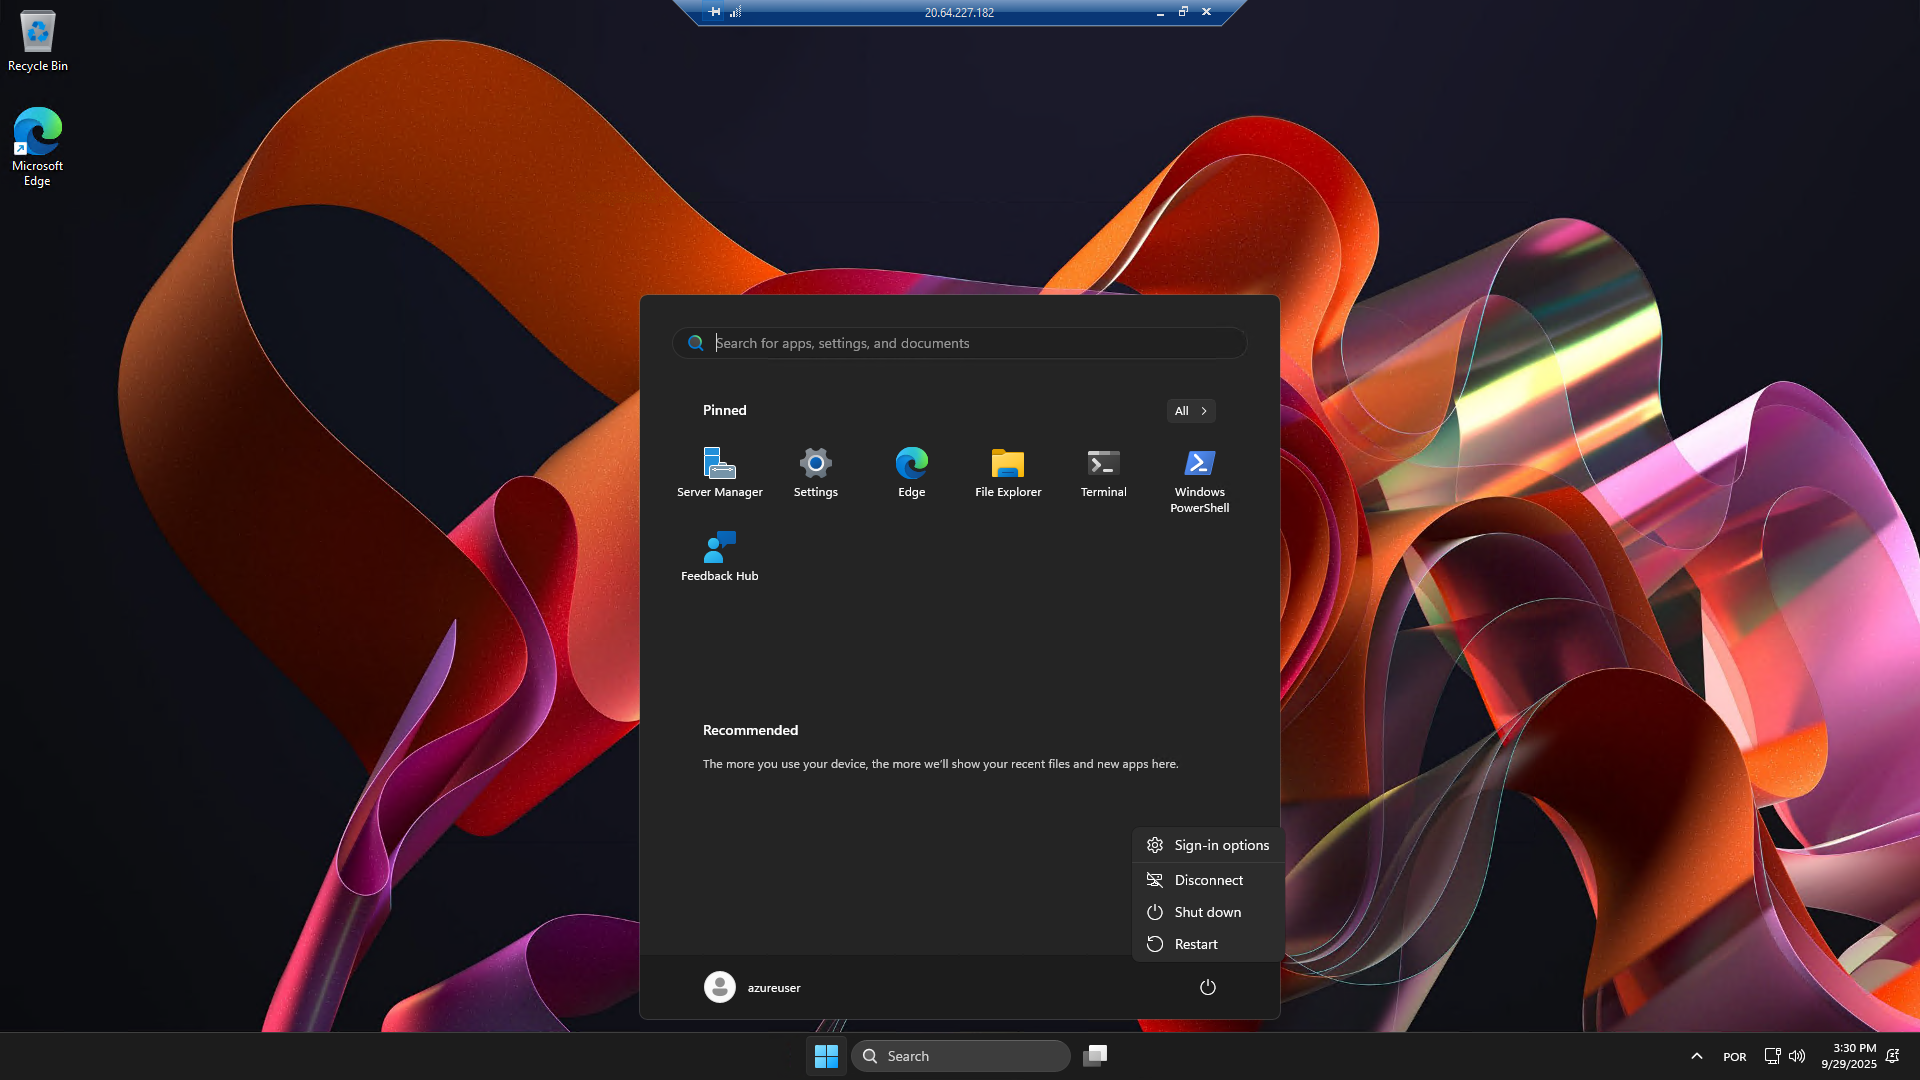 20.64.227.182
Recycle Bin
Microsoft
Edge
Search for apps, settings, and documents
Pinned
All
Server Manager
Settings
Edge
File Explorer
Terminal
Windows
PowerShell
Feedback Hub
Recommended
The more you use your device, the more we'll show your recent files and new apps here.
Sign-in options
Disconnect
Shut down
Restart
azureuser
Search
POR
3:30 PM
9/29/2025